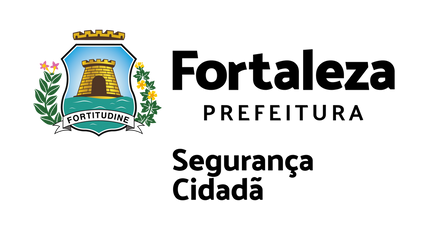 Fortaleza
PREFEITURA
FORTITUDINE
Segurança
Cidadã